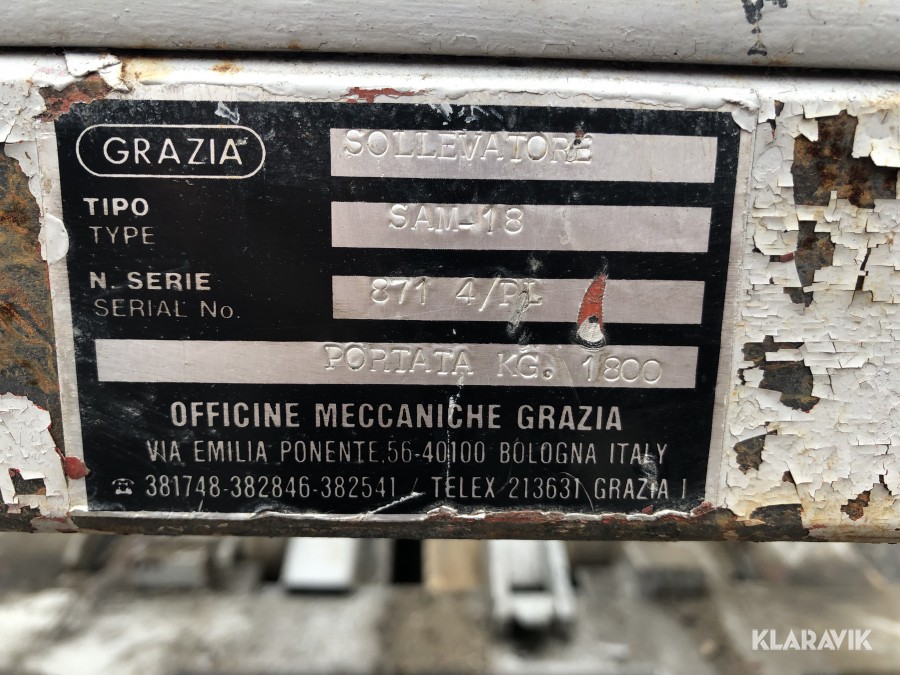 GRAZIA SOLLEVATORE
TIPO
TYPE SAM-18
N. SERIE
SERIAL No. 871 4/PL
PORTATA KG. 1800
OFFICINE MECCANICHE GRAZIA
VIA EMILIA PONENTE,56-40100 BOLOGNA ITALY
☎ 381748-382846-382541 / TELEX 213631 GRAZIA I
KLARAVIK